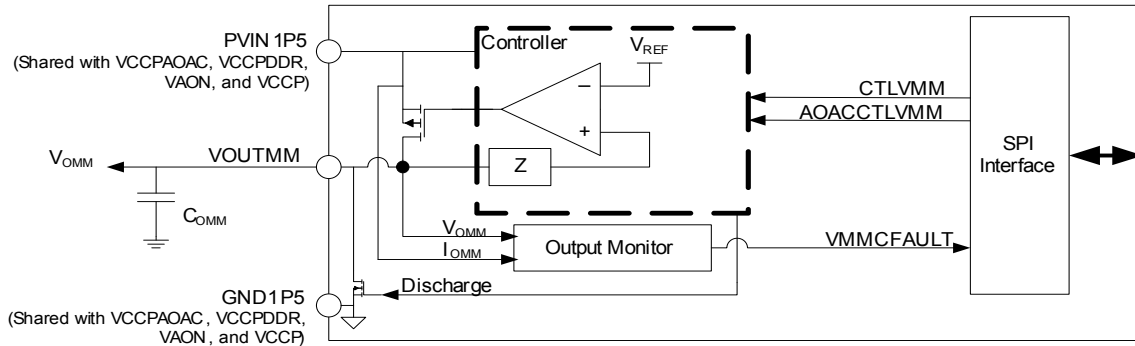 PVIN 1P5
(Shared with VCCPAOAC, VCCPDDR,
VAON, and VCCP)
Controller
VREF
−
+
Z
CTLVMM
AOACCTLVMM
SPI
Interface
VOMM
VOUTMM
COMM
VOMM
IOMM
Output Monitor
VMMCFAULT
Discharge
GND1P5
(Shared with VCCPAOAC, VCCPDDR,
VAON, and VCCP)